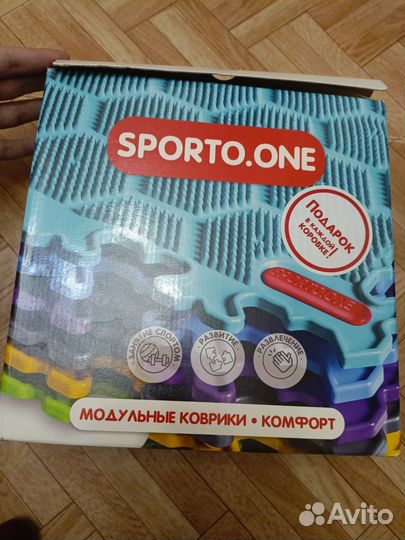 SPORTO.ONE
ПОДАРОК
В КАЖДОЙ
КОРОБКЕ!
SPORTO.ONE
ЗАНЯТИЕ СПОРТОМ
РАЗВИТИЕ
РАЗВЛЕЧЕНИЕ
МОДУЛЬНЫЕ КОВРИКИ • КОМФОРТ
Avito